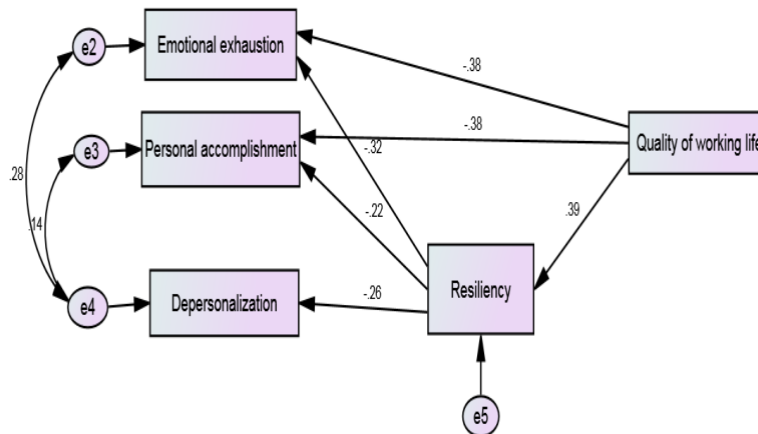 e2
Emotional exhaustion
-.38
e3
Personal accomplishment
-.38
Quality of working life
-.32
.28
.14
-.22
.39
e4
Depersonalization
-.26
Resiliency
e5